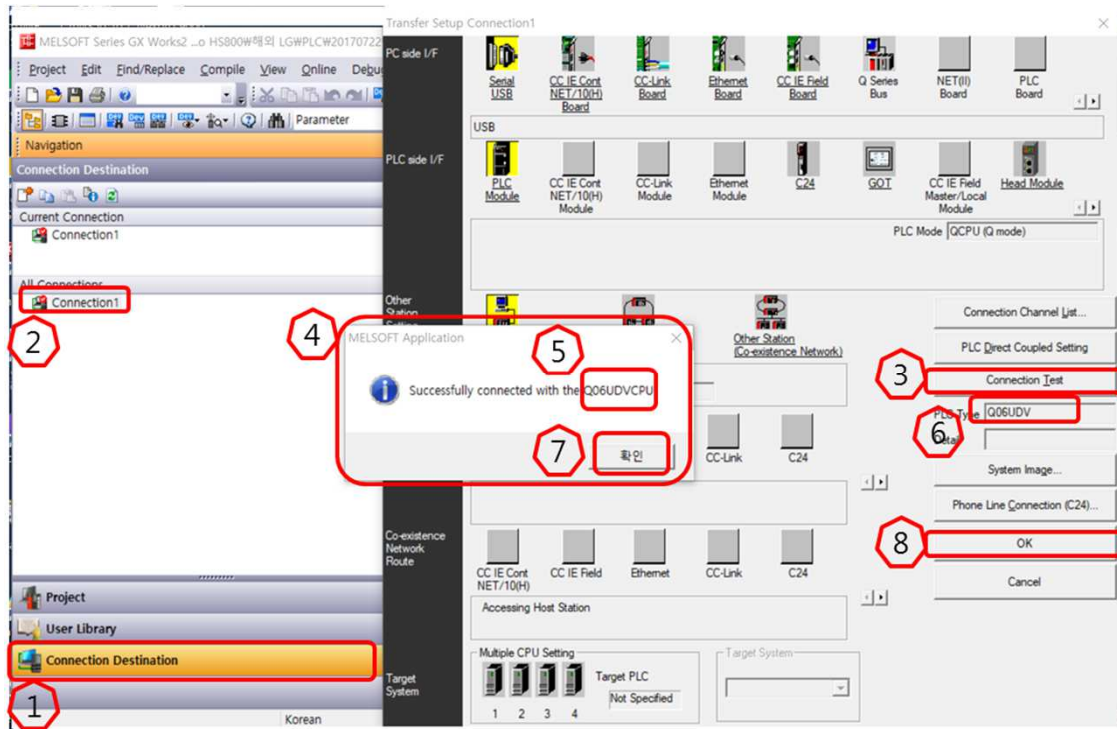 MELSOFT Series GX Works2 ...o HS800₩해외 LG₩PLC₩20170722
Project Edit Find/Replace Compile View Online Debug
Parameter
Navigation
Connection Destination
Current Connection
Connection1
All Connections
Connection1
2
Project
User Library
Connection Destination
1
Korean
Transfer Setup Connection1
PC side I/F
Serial USB
CC IE Cont NET/10(H) Board
CC-Link Board
Ethernet Board
CC IE Field Board
Q Series Bus
NET(II) Board
PLC Board
USB
PLC side I/F
PLC Module
CC IE Cont NET/10(H) Module
CC-Link Module
Ethernet Module
C24
GOT
CC IE Field Master/Local Module
Head Module
PLC Mode QCPU (Q mode)
Other Station
Other Station (Co-existence Network)
4
MELSOFT Application
5
Successfully connected with the Q06UDVCPU
7
확인
CC-Link
C24
Connection Channel List...
PLC Direct Coupled Setting
3
Connection Test
PLC Type Q06UDV
6
Detail
System Image...
Phone Line Connection (C24)...
8
OK
Cancel
Co-existence Network Route
CC IE Cont NET/10(H)
CC IE Field
Ethernet
CC-Link
C24
Accessing Host Station
Target System
Multiple CPU Setting
1 2 3 4
Target PLC
Not Specified
Target System